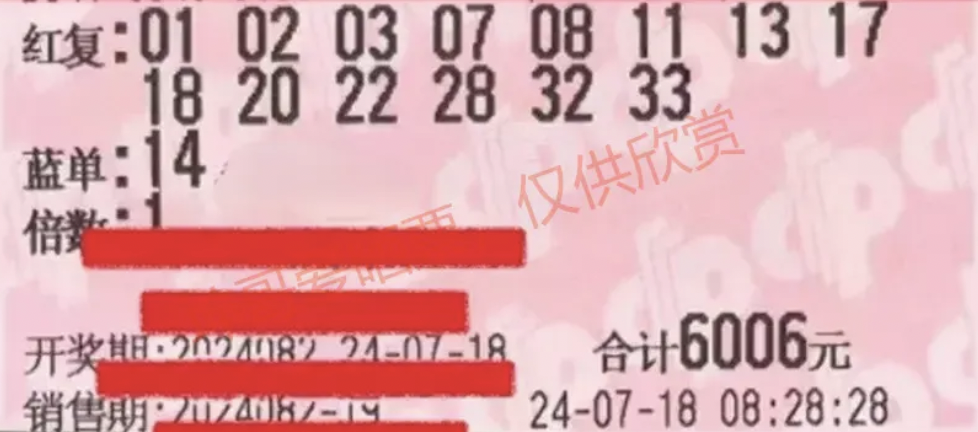 红复:01 02 03 07 08 11 13 17
18 20 22 28 32 33
蓝单:14
倍数:1
仅供欣赏
开奖期:2024082 24-07-18
合计6006元
销售期:2024082-19
24-07-18 08:28:28